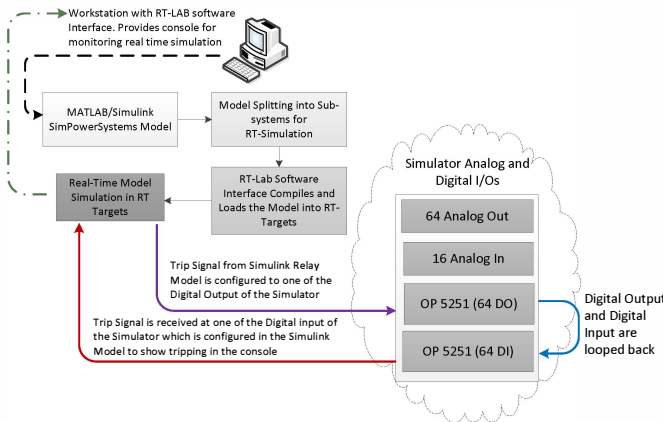 Workstation with RT-LAB software
Interface. Provides console for
monitoring real time simulation
MATLAB/Simulink
SimPowerSystems Model
Model Splitting into Sub-
systems for
RT-Simulation
Real-Time Model
Simulation in RT
Targets
RT-Lab Software
Interface Compiles and
Loads the Model into RT-
Targets
Simulator Analog and
Digital I/Os
64 Analog Out
16 Analog In
OP 5251 (64 DO)
OP 5251 (64 DI)
Trip Signal from Simulink Relay
Model is configured to one of the
Digital Output of the Simulator
Trip Signal is received at one of the Digital input of
the Simulator which is configured in the Simulink
Model to show tripping in the console
Digital Output
and Digital
Input are
looped back